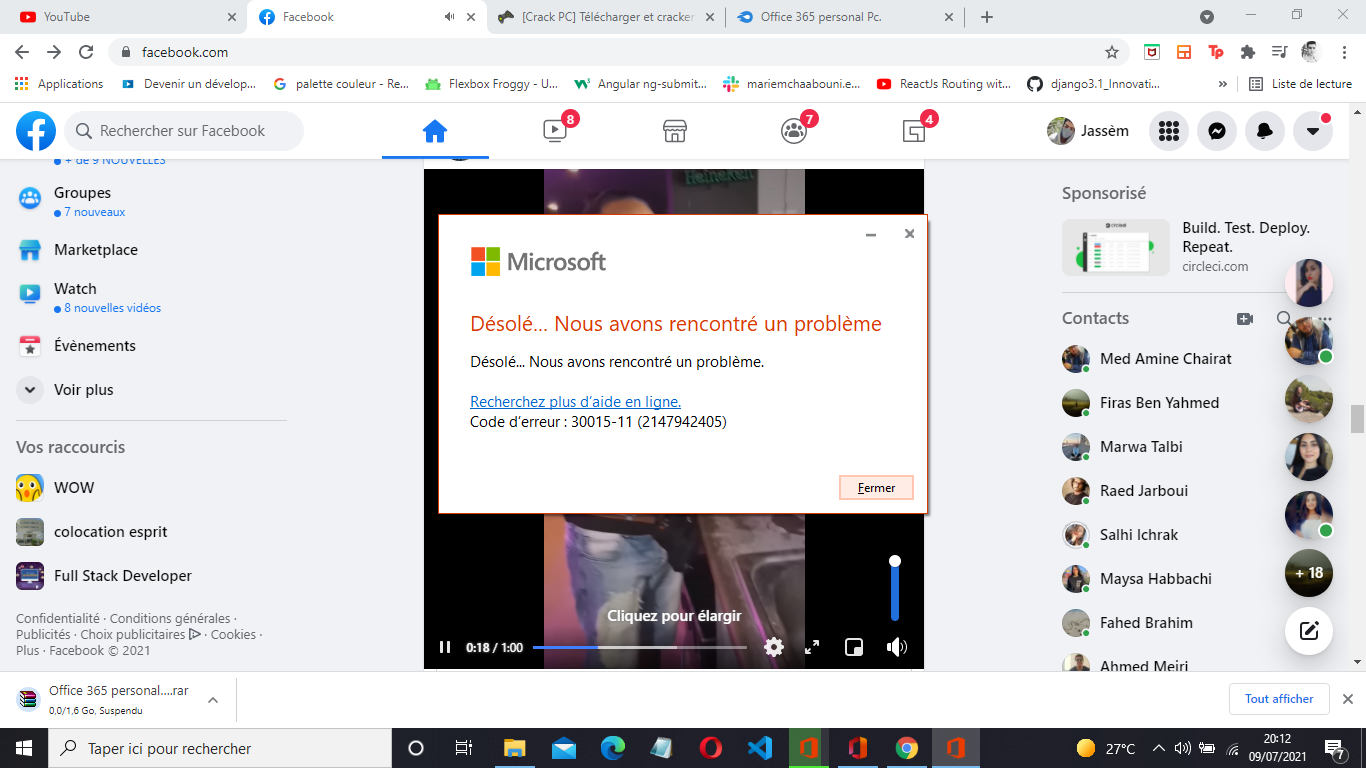 YouTube
Facebook
[Crack PC] Télécharger et cracker
Office 365 personal Pc.
facebook.com
Applications
Devenir un dévelop...
palette couleur - Re...
Flexbox Froggy - U...
Angular ng-submit...
mariemchaabouni.e...
ReactJs Routing wit...
django3.1_Innovati...
»
Liste de lecture
Rechercher sur Facebook
8
7
4
Jassèm
+ de 9 NOUVELLES
Groupes
7 nouveaux
Marketplace
Watch
8 nouvelles vidéos
Évènements
Voir plus
Vos raccourcis
WOW
colocation esprit
Full Stack Developer
Confidentialité · Conditions générales ·
Publicités · Choix publicitaires · Cookies ·
Plus · Facebook © 2021
Heineken
Microsoft
Désolé... Nous avons rencontré un problème
Désolé... Nous avons rencontré un problème.
Recherchez plus d'aide en ligne.
Code d'erreur : 30015-11 (2147942405)
Fermer
Cliquez pour élargir
0:18 / 1:00
Sponsorisé
circleci
Build. Test. Deploy.
Repeat.
circleci.com
Contacts
Med Amine Chairat
Firas Ben Yahmed
Marwa Talbi
Raed Jarboui
Salhi Ichrak
Maysa Habbachi
Fahed Brahim
Ahmed Mejri
+ 18
Office 365 personal....rar
0,0/1,6 Go, Suspendu
Tout afficher
Taper ici pour rechercher
27°C
20:12
09/07/2021
7